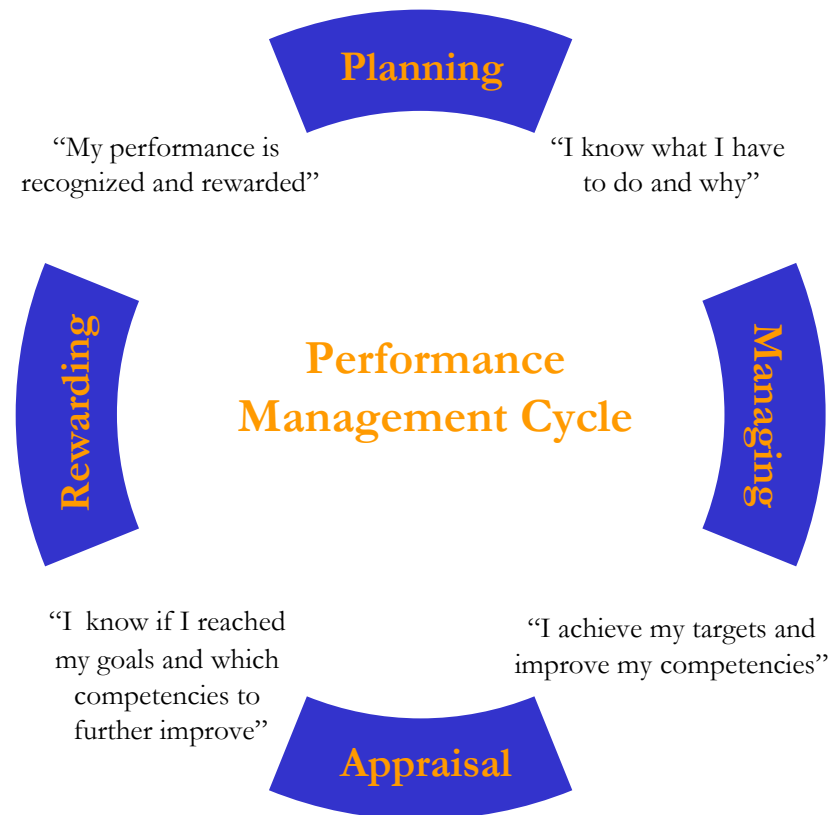 Planning
“My performance is
recognized and rewarded”
“I know what I have
to do and why”
Rewarding
Performance
Management Cycle
Managing
“I know if I reached
my goals and which
competencies to
further improve”
“I achieve my targets and
improve my competencies”
Appraisal